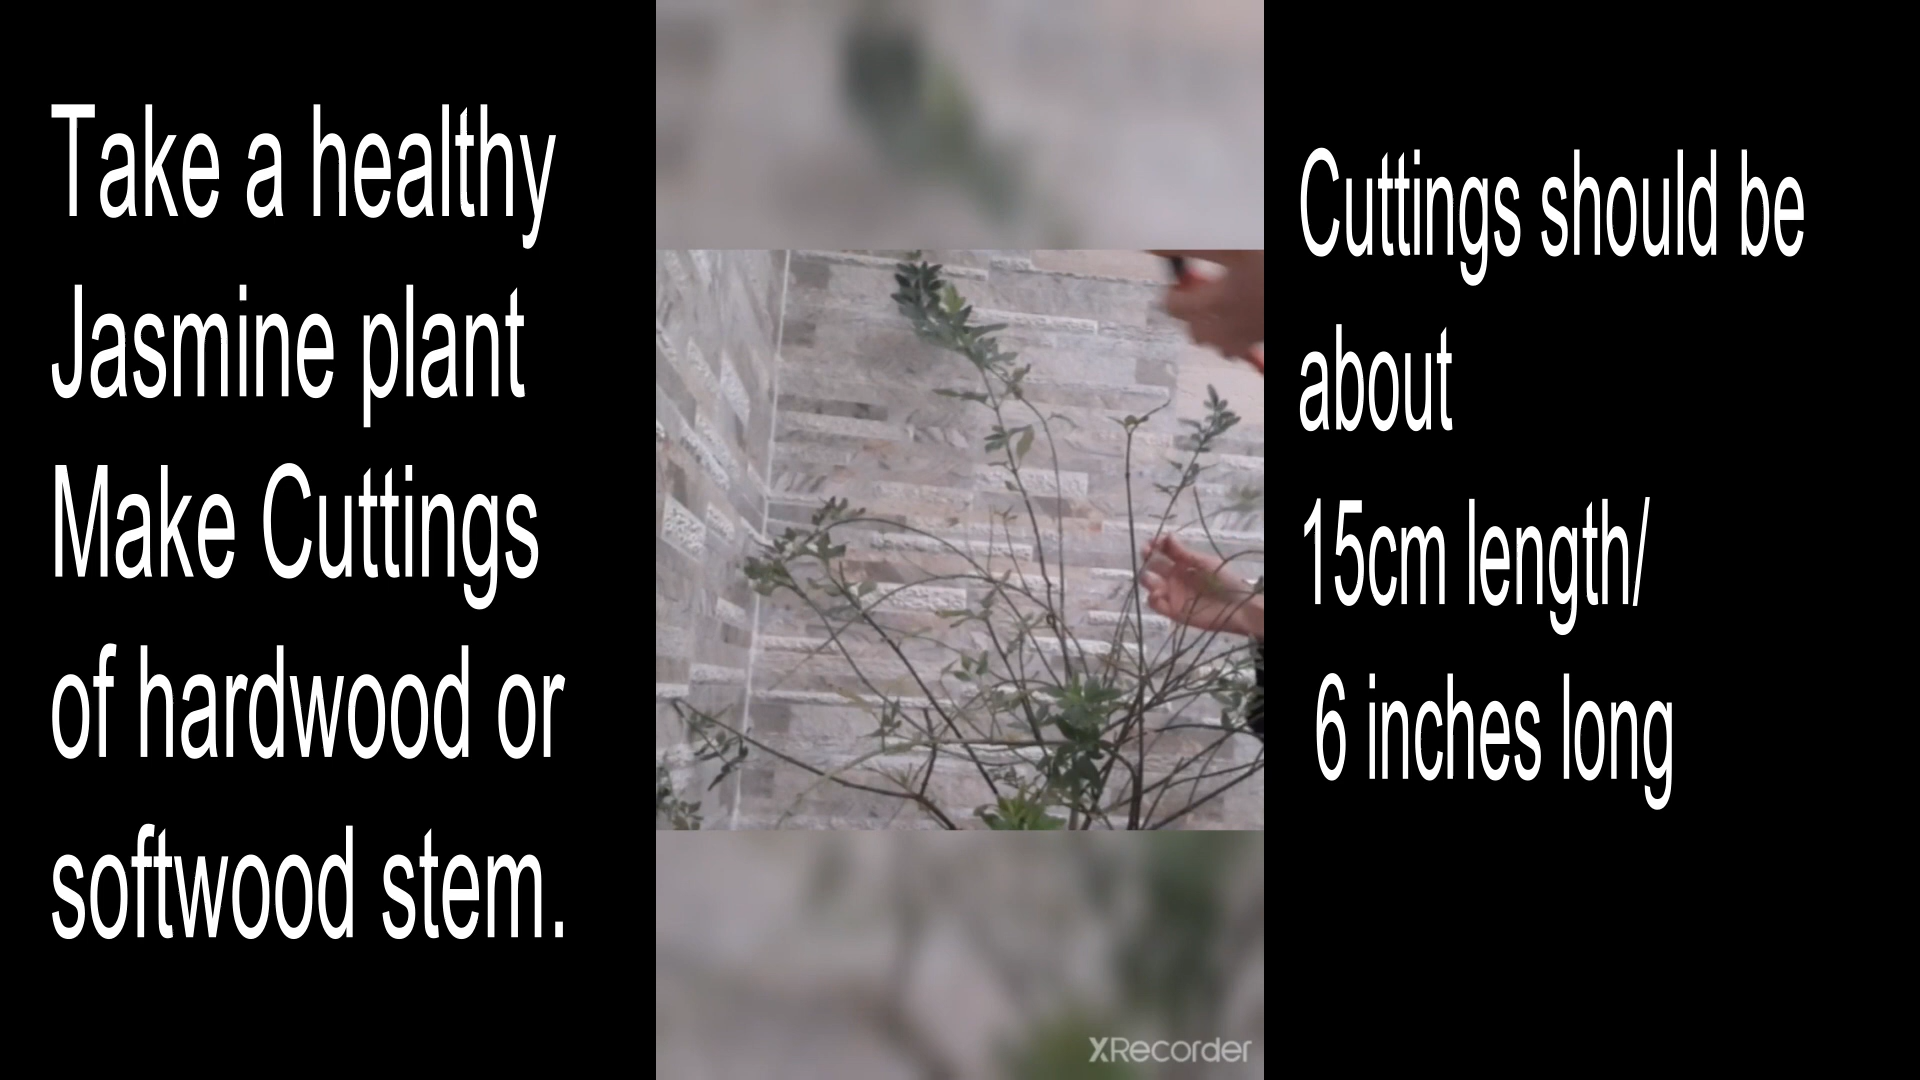 Take a healthy
Jasmine plant
Make Cuttings
of hardwood or
softwood stem.
Cuttings should be
about
15cm length/
6 inches long
XRecorder